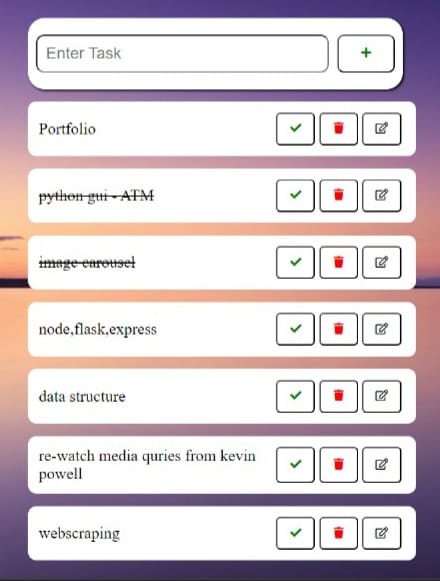 Enter Task
Portfolio
python gui - ATM
image carousel
node,flask,express
data structure
re-watch media quries from kevin
powell
webscraping